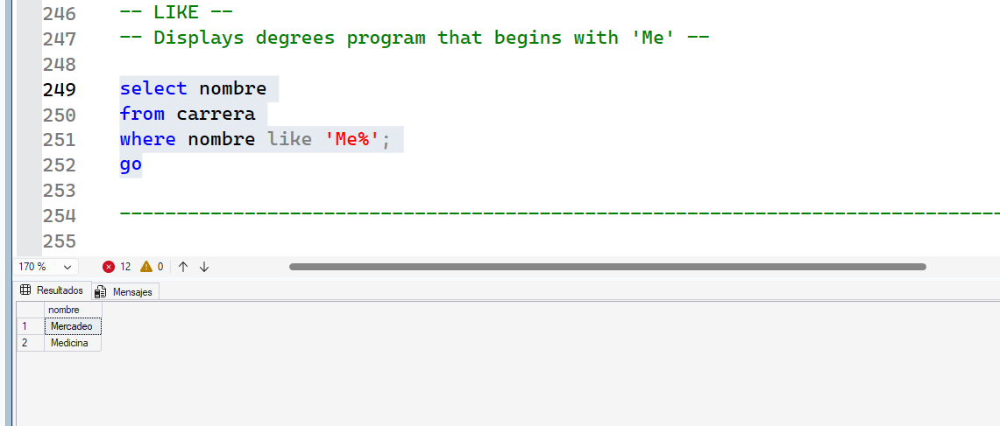 246 -- LIKE --
247 -- Displays degrees program that begins with 'Me' --
248
249 select nombre
250 from carrera
251 where nombre like 'Me%';
252 go
253
254 --------------------------------------------------------------------------------
255
170 % 12 0
Resultados Mensajes
nombre
1 Mercadeo
2 Medicina